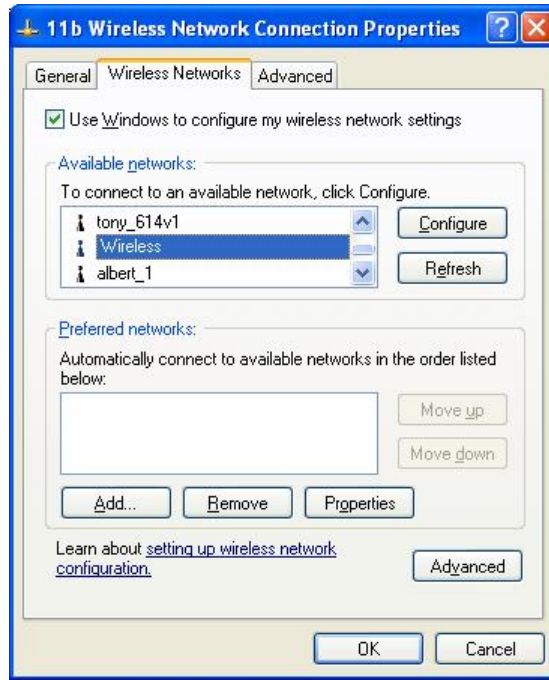 11b Wireless Network Connection Properties
General Wireless Networks Advanced
Use Windows to configure my wireless network settings
Available networks:
To connect to an available network, click Configure.
tony_614v1
Wireless
albert_1
Configure
Refresh
Preferred networks:
Automatically connect to available networks in the order listed
below:
Move up
Move down
Add... Remove Properties
Learn about setting up wireless network
configuration.
Advanced
OK Cancel